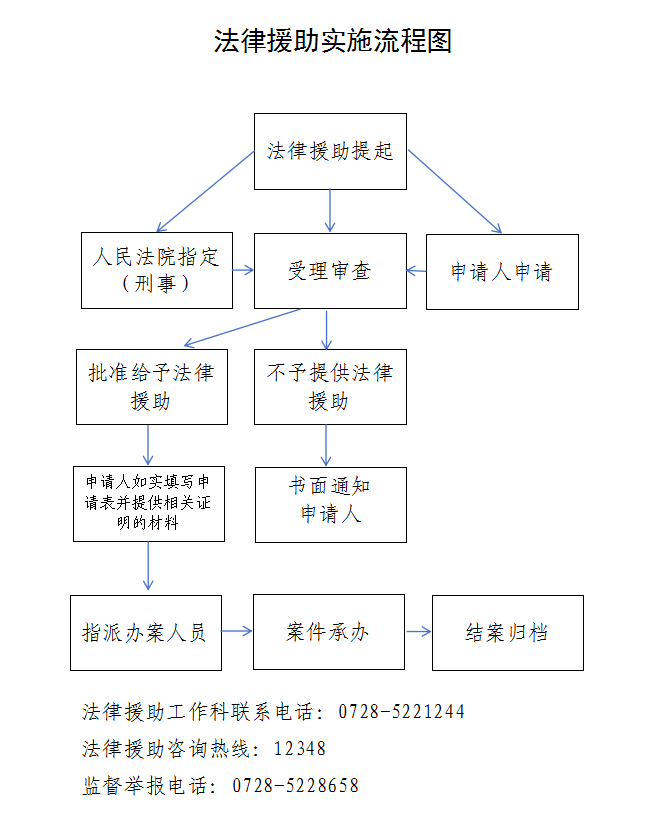 法律援助实施流程图
法律援助提起
人民法院指定
（刑事）
受理审查
申请人申请
批准给予法律
援助
不予提供法律
援助
申请人如实填写申
请表并提供相关证
明的材料
书面通知
申请人
指派办案人员
案件承办
结案归档
法律援助工作科联系电话：0728-5221244
法律援助咨询热线：12348
监督举报电话：0728-5228658